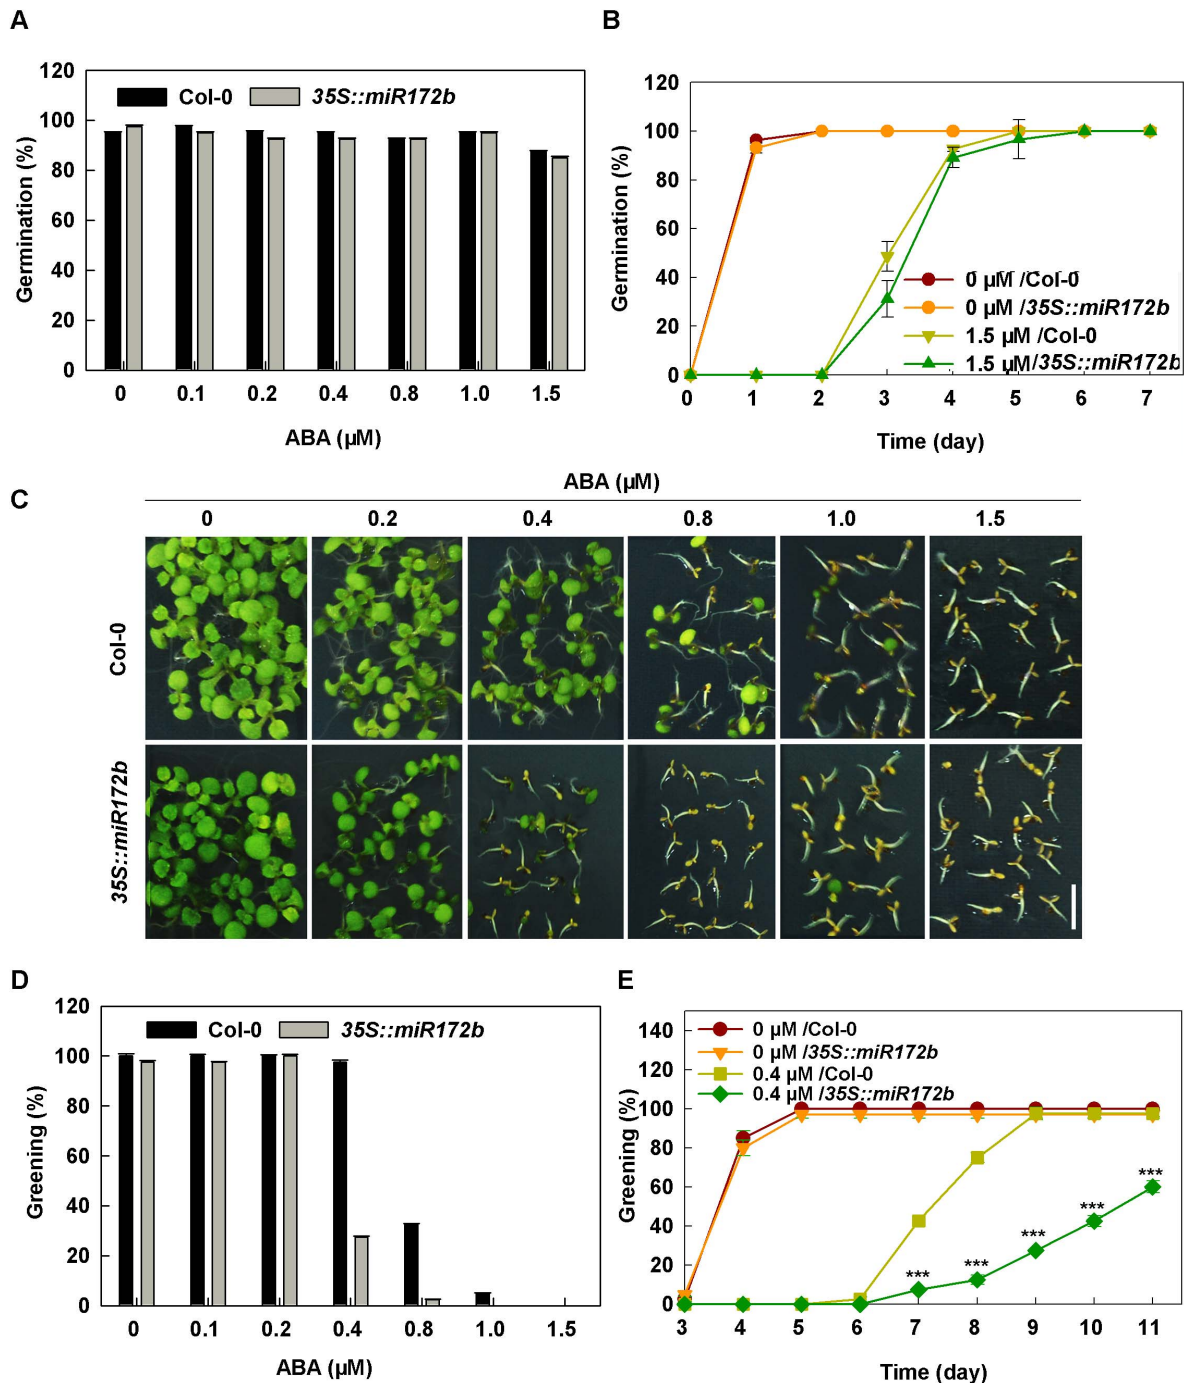 A
120
100
80
60
40
20
0
Germination (%)
Col-0 35S::miR172b
0 0.1 0.2 0.4 0.8 1.0 1.5
ABA (µM)
B
120
100
80
60
40
20
0
Germination (%)
0 µM /Col-0
0 µM /35S::miR172b
1.5 µM /Col-0
1.5 µM/35S::miR172b
0 1 2 3 4 5 6 7
Time (day)
C
ABA (µM)
0 0.2 0.4 0.8 1.0 1.5
Col-0
35S::miR172b
D
120
100
80
60
40
20
0
Greening (%)
Col-0 35S::miR172b
0 0.1 0.2 0.4 0.8 1.0 1.5
ABA (µM)
E
140
120
100
80
60
40
20
0
Greening (%)
0 µM /Col-0
0 µM /35S::miR172b
0.4 µM /Col-0
0.4 µM /35S::miR172b
*** *** *** *** ***
3 4 5 6 7 8 9 10 11
Time (day)